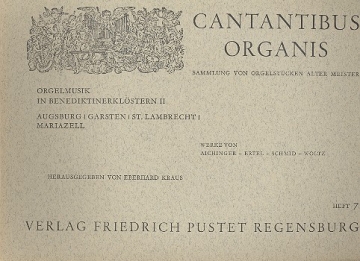 CANTANTIBUS
ORGANIS
SAMMLUNG VON ORGELSTÜCKEN ALTER MEISTER
ORGELMUSIK
IN BENEDIKTINERKLÖSTERN II
AUGSBURG | GARSTEN | ST. LAMBRECHT |
MARIAZELL
WERKE VON
AICHINGER – ERTEL – SCHMID – WOLTZ
HERAUSGEGEBEN VON EBERHARD KRAUS
HEFT 7
VERLAG FRIEDRICH PUSTET REGENSBURG